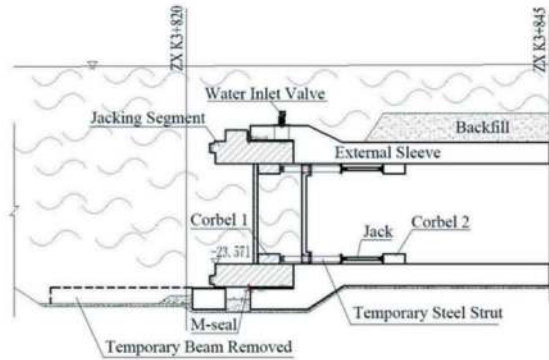 ZX K3+820
ZX K3+845
Water Inlet Valve
Jacking Segment
Backfill
External Sleeve
Corbel 1
Jack
Corbel 2
-23.571
Temporary Steel Strut
M-seal
Temporary Beam Removed